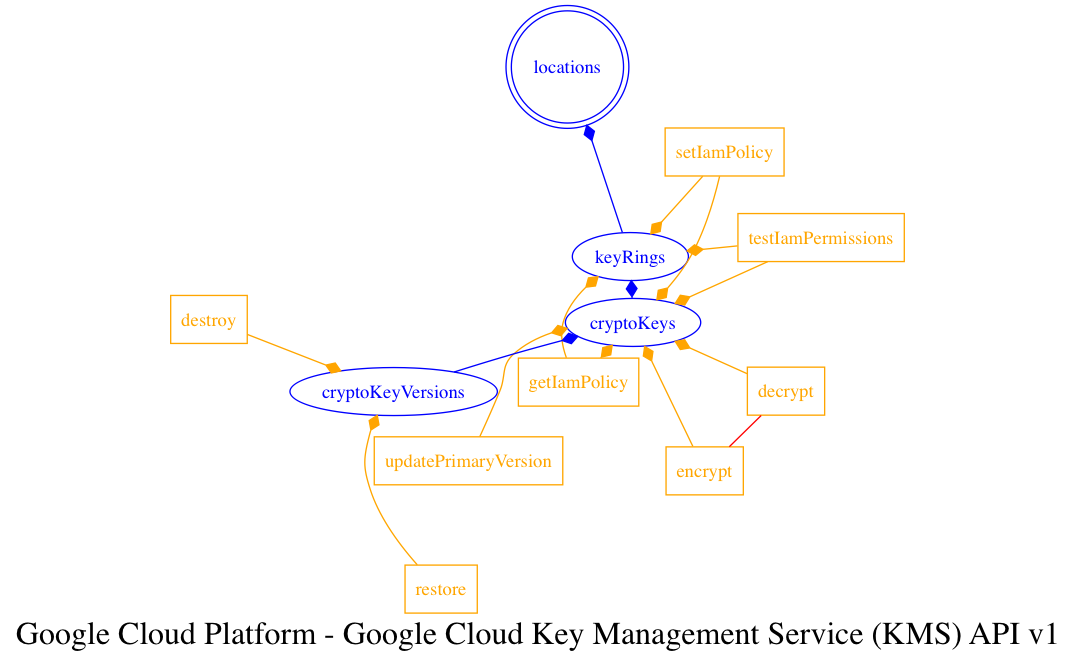 locations
setIamPolicy
testIamPermissions
keyRings
cryptoKeys
destroy
getIamPolicy
decrypt
cryptoKeyVersions
updatePrimaryVersion
encrypt
restore
Google Cloud Platform - Google Cloud Key Management Service (KMS) API v1